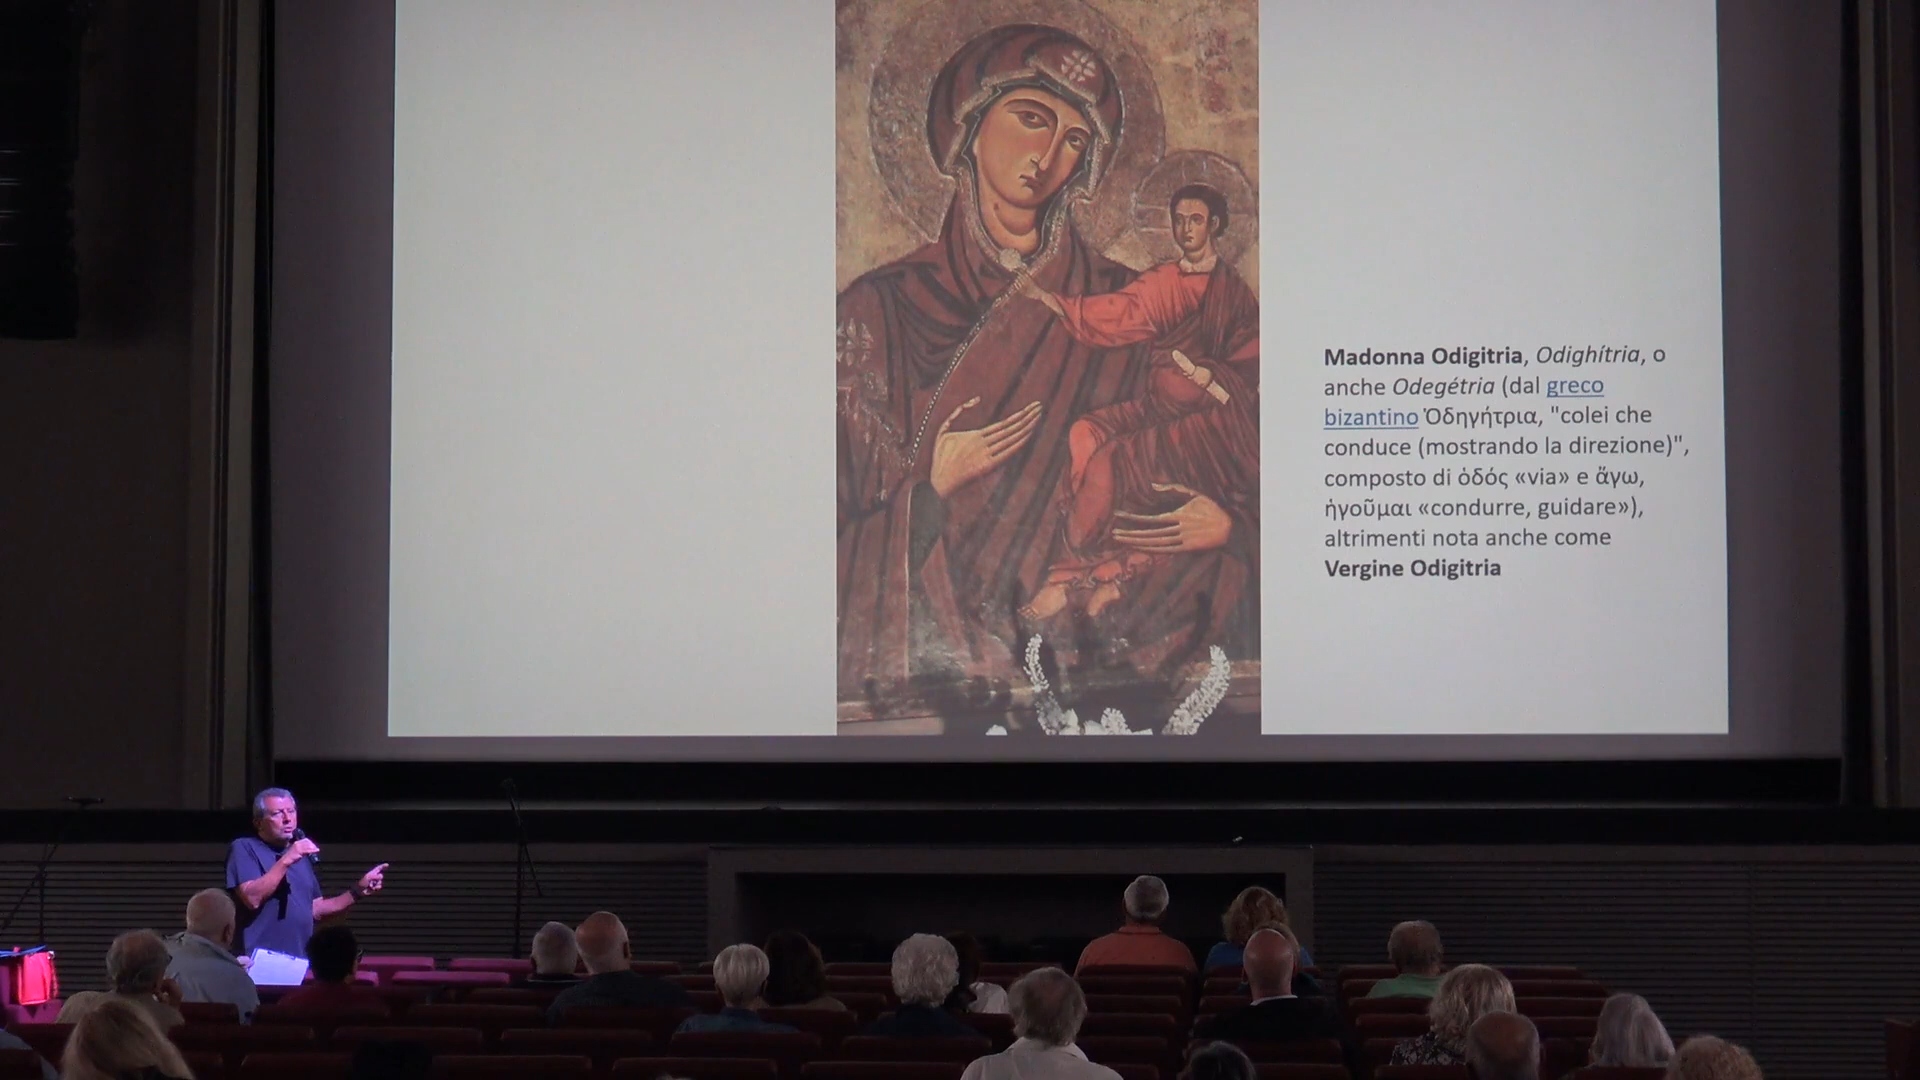 Madonna Odigitria, Odighítria, o
anche Odegétria (dal greco
bizantino Ὁδηγήτρια, "colei che
conduce (mostrando la direzione)",
composto di ὁδός «via» e ἄγω,
ἡγοῦμαι «condurre, guidare»),
altrimenti nota anche come
Vergine Odigitria